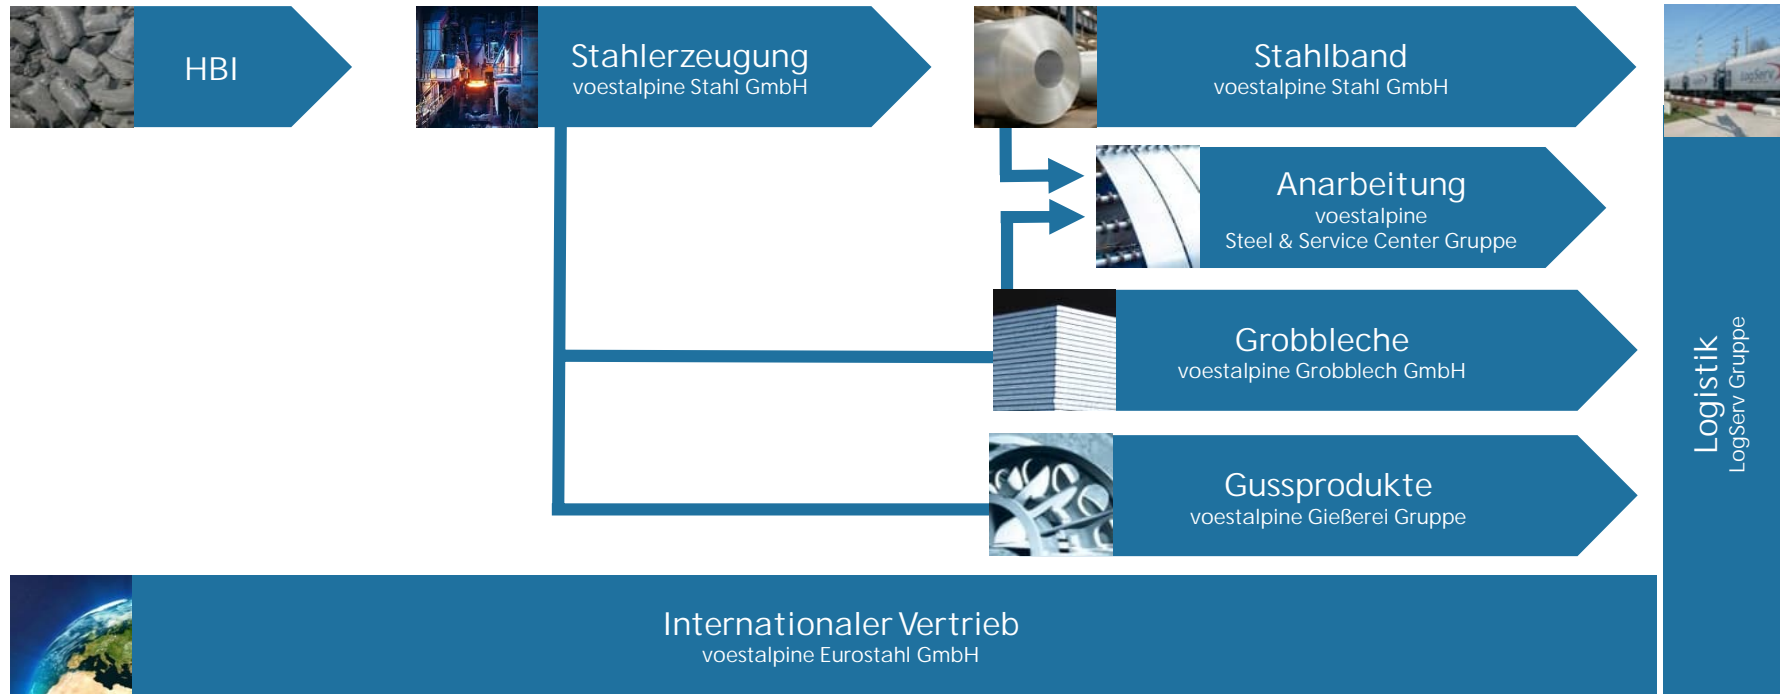 HBI
Stahlerzeugung
voestalpine Stahl GmbH
Stahlband
voestalpine Stahl GmbH
LogServ
Anarbeitung
voestalpine
Steel & Service Center Gruppe
Grobbleche
voestalpine Grobblech GmbH
Gussprodukte
voestalpine Gießerei Gruppe
Logistik
LogServ Gruppe
Internationaler Vertrieb
voestalpine Eurostahl GmbH